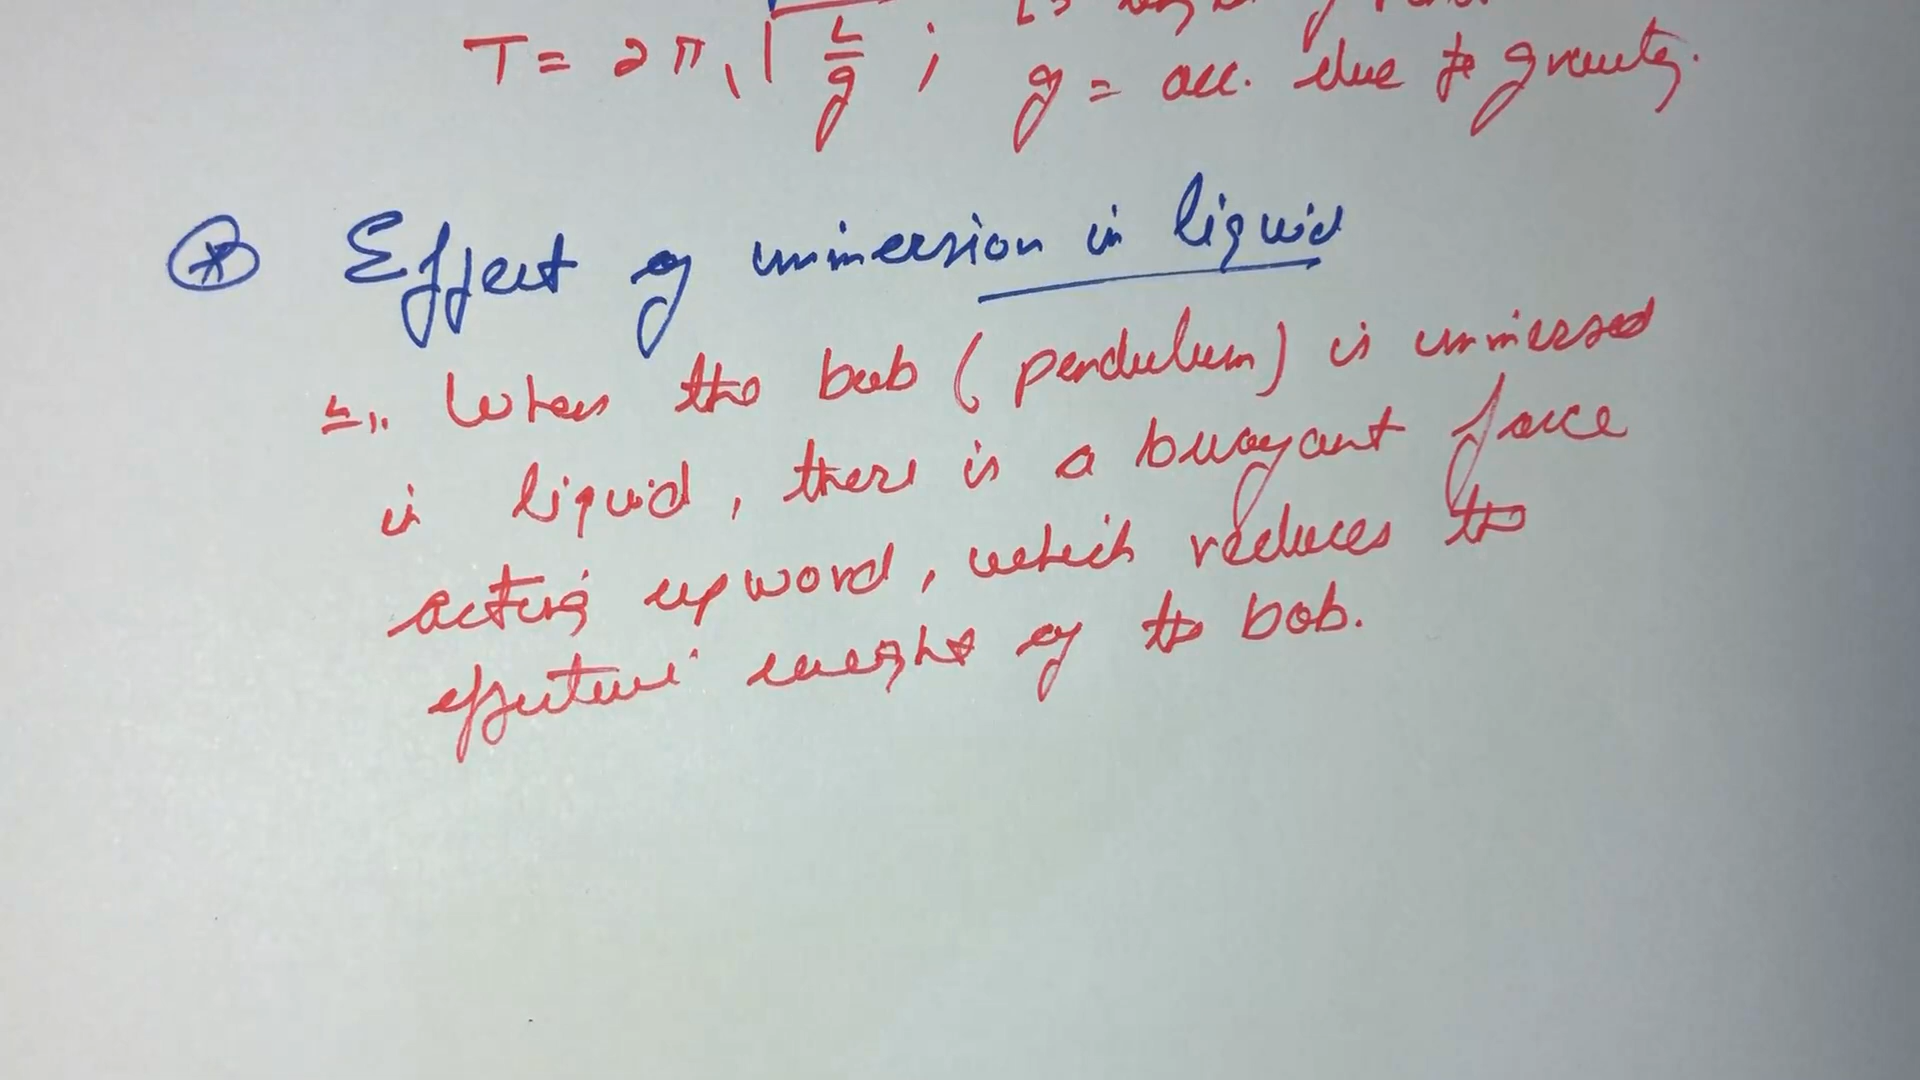 T = 2π √L/g ; g = acc. due to gravity.
⊛ Effect of immersion in liquid
When the bob (pendulum) is immersed
in liquid, there is a buoyant force
acting upword, which reduces the
effective weight of the bob.